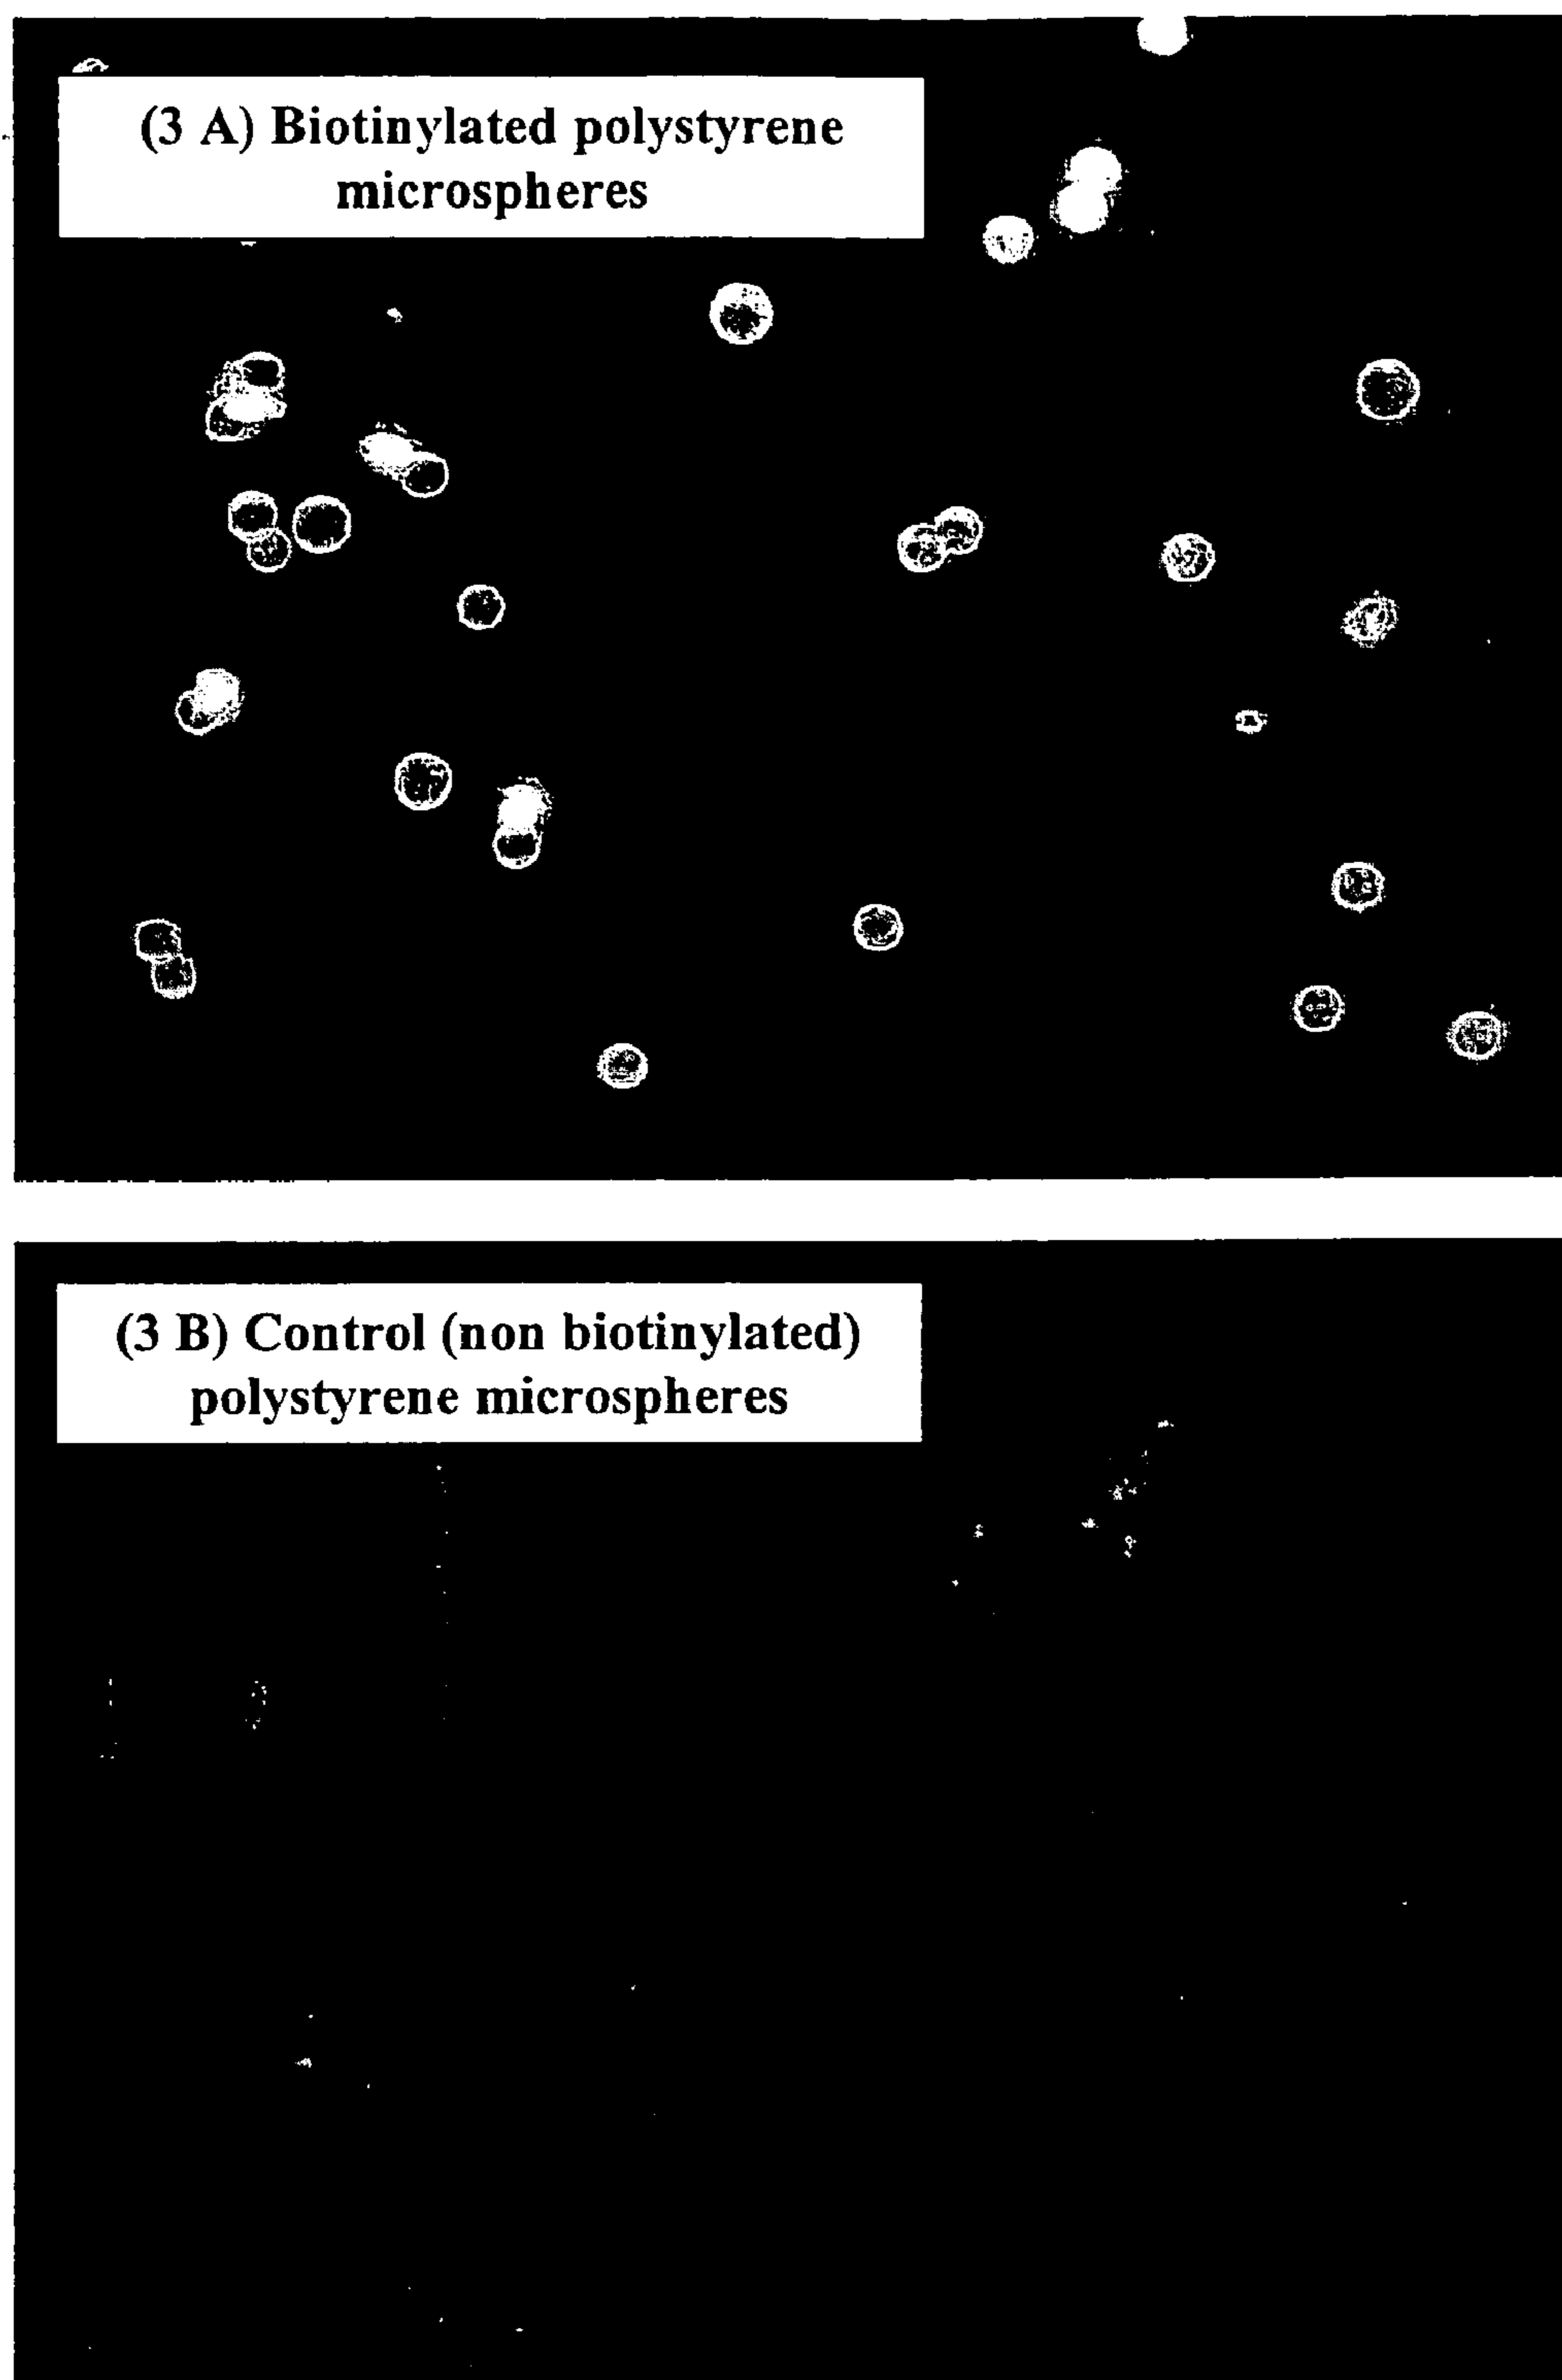 (3 A) Biotinylated polystyrene
microspheres
(3 B) Control (non biotinylated)
polystyrene microspheres